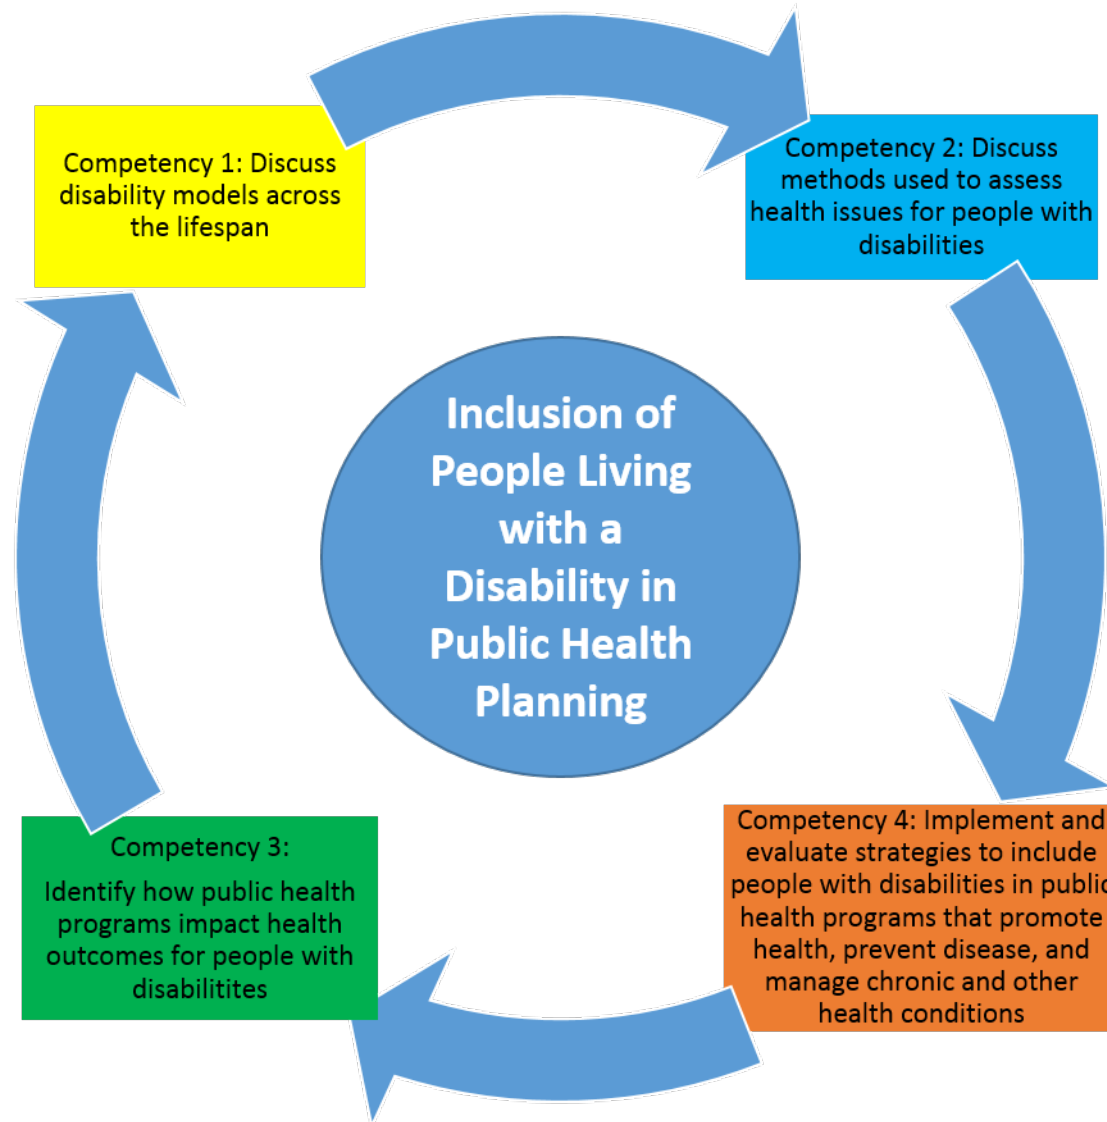 Competency 1: Discuss
disability models across
the lifespan
Competency 2: Discuss
methods used to assess
health issues for people with
disabilities
Inclusion of
People Living
with a
Disability in
Public Health
Planning
Competency 3:
Identify how public health
programs impact health
outcomes for people with
disabilitites
Competency 4: Implement and
evaluate strategies to include
people with disabilities in public
health programs that promote
health, prevent disease, and
manage chronic and other
health conditions